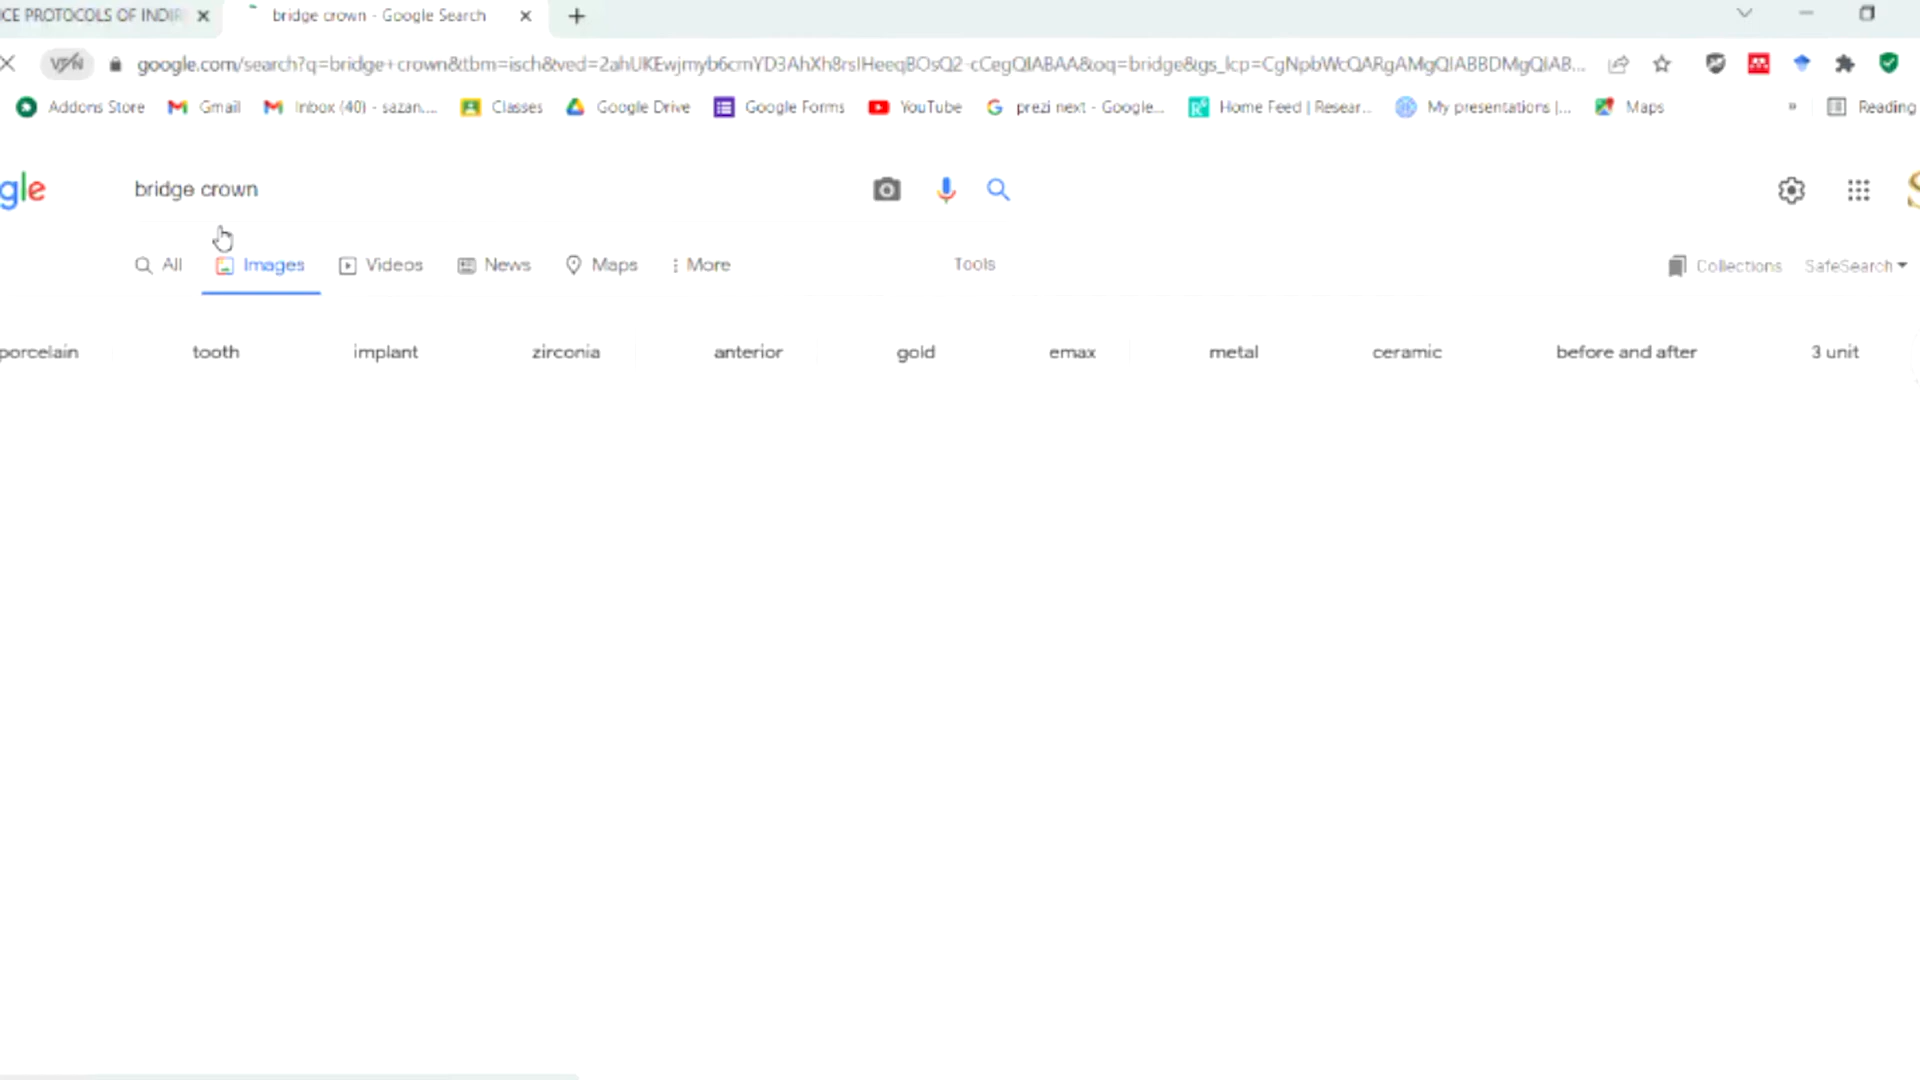 ICE PROTOCOLS OF INDIR
bridge crown - Google Search
VPN google.com/search?q=bridge+crown&tbm=isch&ved=2ahUKEwjmyb6cmYD3AhXh8rsIHeeqBOsQ2-cCegQIABAA&oq=bridge&gs_lcp=CgNpbWcQARgAMgQIABBDMgQIAB...
Addons Store Gmail Inbox (40) - sazan.... Classes Google Drive Google Forms YouTube prezi next - Google... Home Feed | Resear... My presentations |... Maps » Reading
gle bridge crown
All Images Videos News Maps More Tools Collections SafeSearch
porcelain tooth implant zirconia anterior gold emax metal ceramic before and after 3 unit